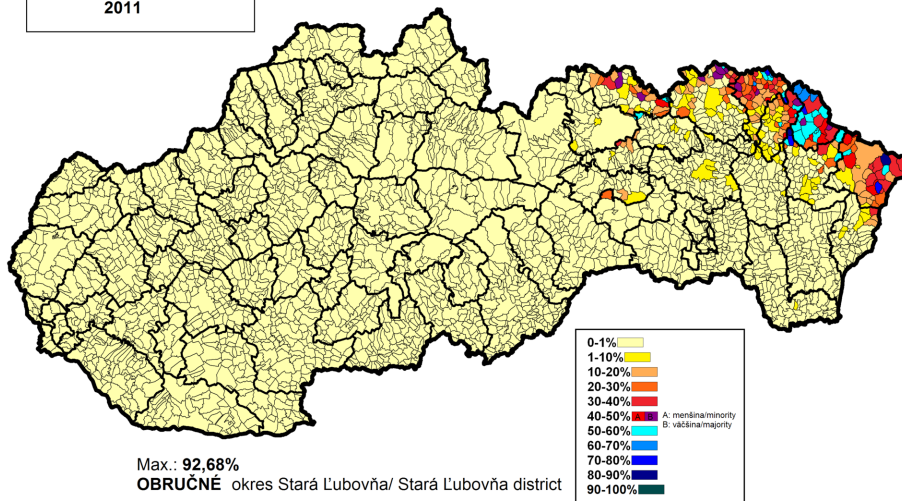 2011
0-1%
1-10%
10-20%
20-30%
30-40%
40-50% A B A: menšina/minority
B: väčšina/majority
50-60%
60-70%
70-80%
80-90%
90-100%
Max.: 92,68%
OBRUČNÉ okres Stará Ľubovňa/ Stará Ľubovňa district